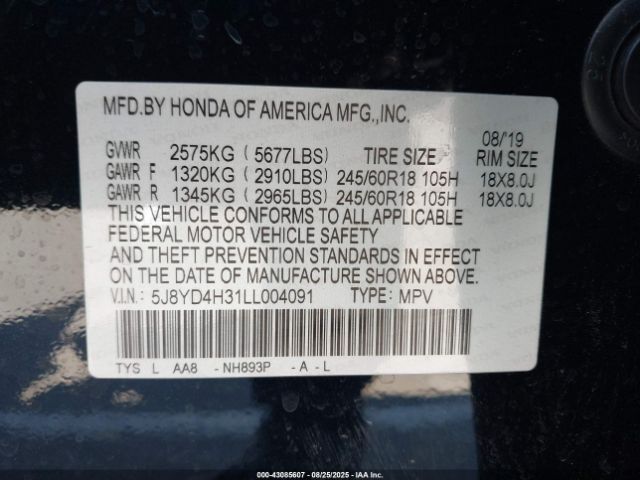 MFD.BY HONDA OF AMERICA MFG.,INC.
08/'19
GVWR 2575KG ( 5677LBS) TIRE SIZE RIM SIZE
GAWR F 1320KG ( 2910LBS) 245/60R18 105H 18X8.0J
GAWR R 1345KG ( 2965LBS) 245/60R18 105H 18X8.0J
THIS VEHICLE CONFORMS TO ALL APPLICABLE
FEDERAL MOTOR VEHICLE SAFETY
AND THEFT PREVENTION STANDARDS IN EFFECT
ON THE DATE OF MANUFACTURE SHOWN ABOVE.
V.I.N.: 5J8YD4H31LL004091 TYPE: MPV
TYS L AA8 - NH893P - A - L
000-43085607 - 08/25/2025 - IAA Inc.